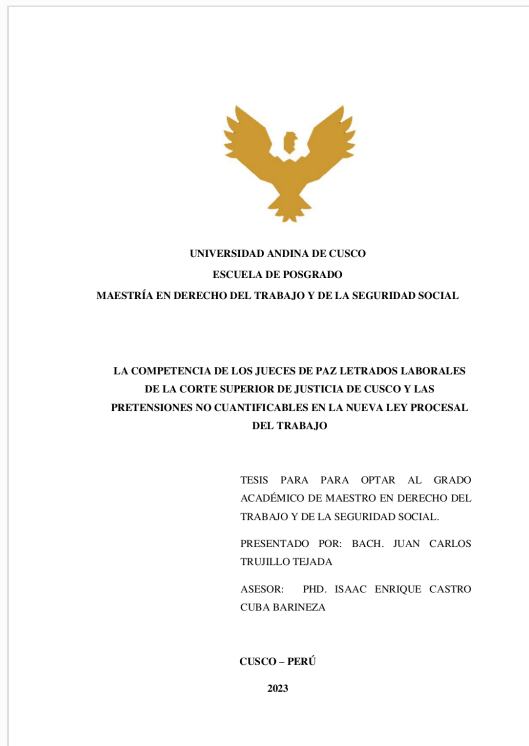 UNIVERSIDAD ANDINA DE CUSCO
ESCUELA DE POSGRADO
MAESTRÍA EN DERECHO DEL TRABAJO Y DE LA SEGURIDAD SOCIAL
LA COMPETENCIA DE LOS JUECES DE PAZ LETRADOS LABORALES
DE LA CORTE SUPERIOR DE JUSTICIA DE CUSCO Y LAS
PRETENSIONES NO CUANTIFICABLES EN LA NUEVA LEY PROCESAL
DEL TRABAJO
TESIS PARA PARA OPTAR AL GRADO
ACADÉMICO DE MAESTRO EN DERECHO DEL
TRABAJO Y DE LA SEGURIDAD SOCIAL.
PRESENTADO POR: BACH. JUAN CARLOS
TRUJILLO TEJADA
ASESOR: PHD. ISAAC ENRIQUE CASTRO
CUBA BARINEZA
CUSCO – PERÚ
2023